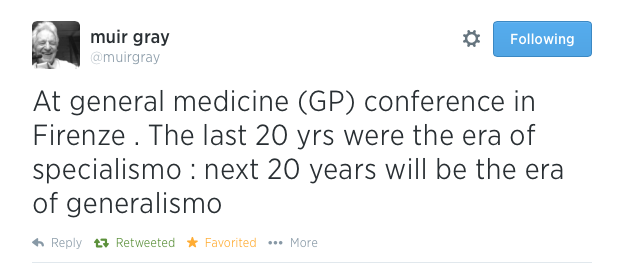 muir gray
@muirgray
Following
At general medicine (GP) conference in
Firenze . The last 20 yrs were the era of
specialismo : next 20 years will be the era
of generalismo
Reply Retweeted Favorited More